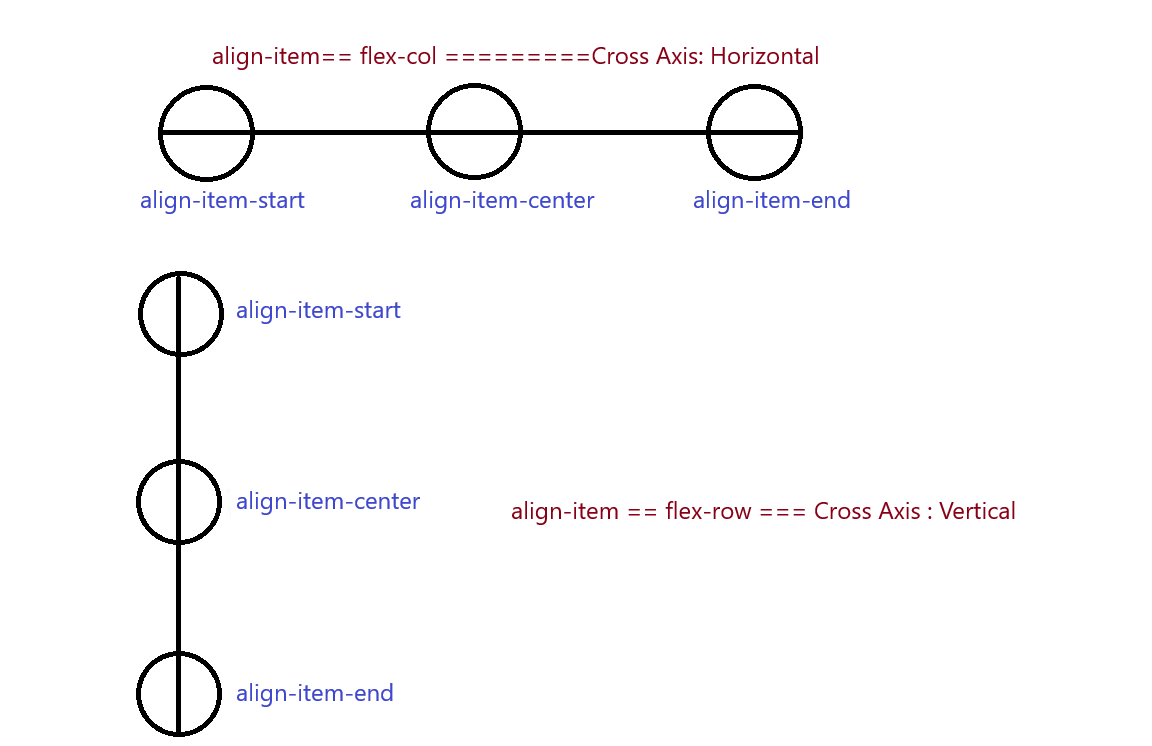 align-item== flex-col =========Cross Axis: Horizontal
align-item-start
align-item-center
align-item-end
align-item-start
align-item-center
align-item == flex-row === Cross Axis : Vertical
align-item-end